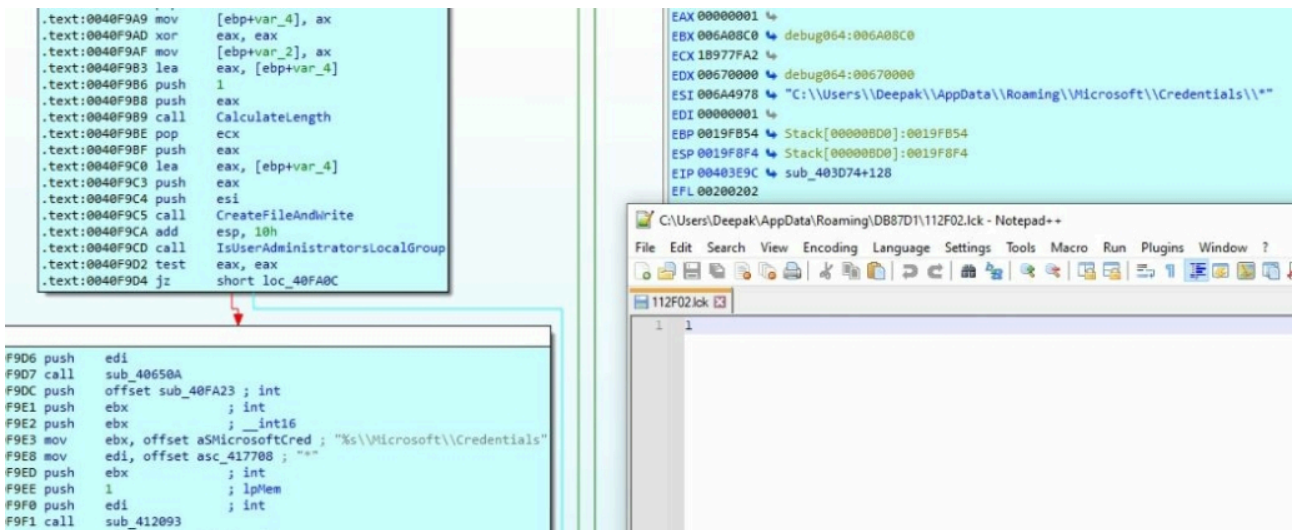 .text:0040F9A9 mov [ebp+var_4], ax
.text:0040F9AD xor eax, eax
.text:0040F9AF mov [ebp+var_2], ax
.text:0040F9B3 lea eax, [ebp+var_4]
.text:0040F9B6 push 1
.text:0040F9B8 push eax
.text:0040F9B9 call CalculateLength
.text:0040F9BE pop ecx
.text:0040F9BF push eax
.text:0040F9C0 lea eax, [ebp+var_4]
.text:0040F9C3 push eax
.text:0040F9C4 push esi
.text:0040F9C5 call CreateFileAndWrite
.text:0040F9CA add esp, 10h
.text:0040F9CD call IsUserAdministratorsLocalGroup
.text:0040F9D2 test eax, eax
.text:0040F9D4 jz short loc_40FA0C
F9D6 push edi
F9D7 call sub_40650A
F9DC push offset sub_40FA23 ; int
F9E1 push ebx ; int
F9E2 push ebx ; __int16
F9E3 mov ebx, offset aSMicrosoftCred ; "%s\\Microsoft\\Credentials"
F9E8 mov edi, offset asc_417708 ; "*"
F9ED push ebx ; int
F9EE push 1 ; lpMem
F9F0 push edi ; int
F9F1 call sub_412093
EAX 00000001
EBX 006A08C0 debug064:006A08C0
ECX 1B977FA2
EDX 00670000 debug064:00670000
ESI 006A4978 "C:\\Users\\Deepak\\AppData\\Roaming\\Microsoft\\Credentials\\*"
EDI 00000001
EBP 0019FB54 Stack[00000BD0]:0019FB54
ESP 0019F8F4 Stack[00000BD0]:0019F8F4
EIP 00403E9C sub_403D74+128
EFL 00200202
C:\Users\Deepak\AppData\Roaming\DB87D1\112F02.lck - Notepad++
File Edit Search View Encoding Language Settings Tools Macro Run Plugins Window ?
112F02.lck
1 1